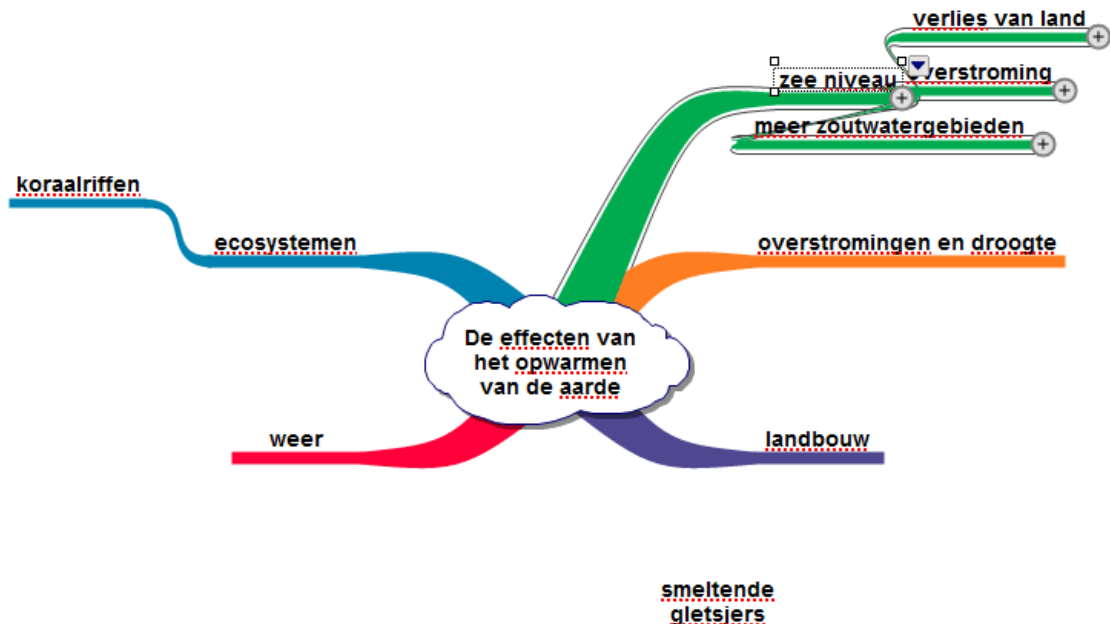 verlies van land
zee niveau
overstroming
meer zoutwatergebieden
koraalriffen
ecosystemen
overstromingen en droogte
De effecten van
het opwarmen
van de aarde
weer
landbouw
smeltende
gletsjers